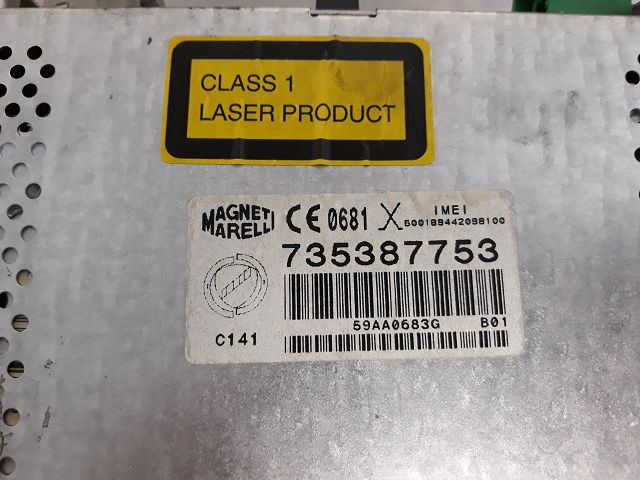 CLASS 1
LASER PRODUCT
MAGNETI MARELLI CE 0681 IMEI
735387753
59AA0683G B01
C141